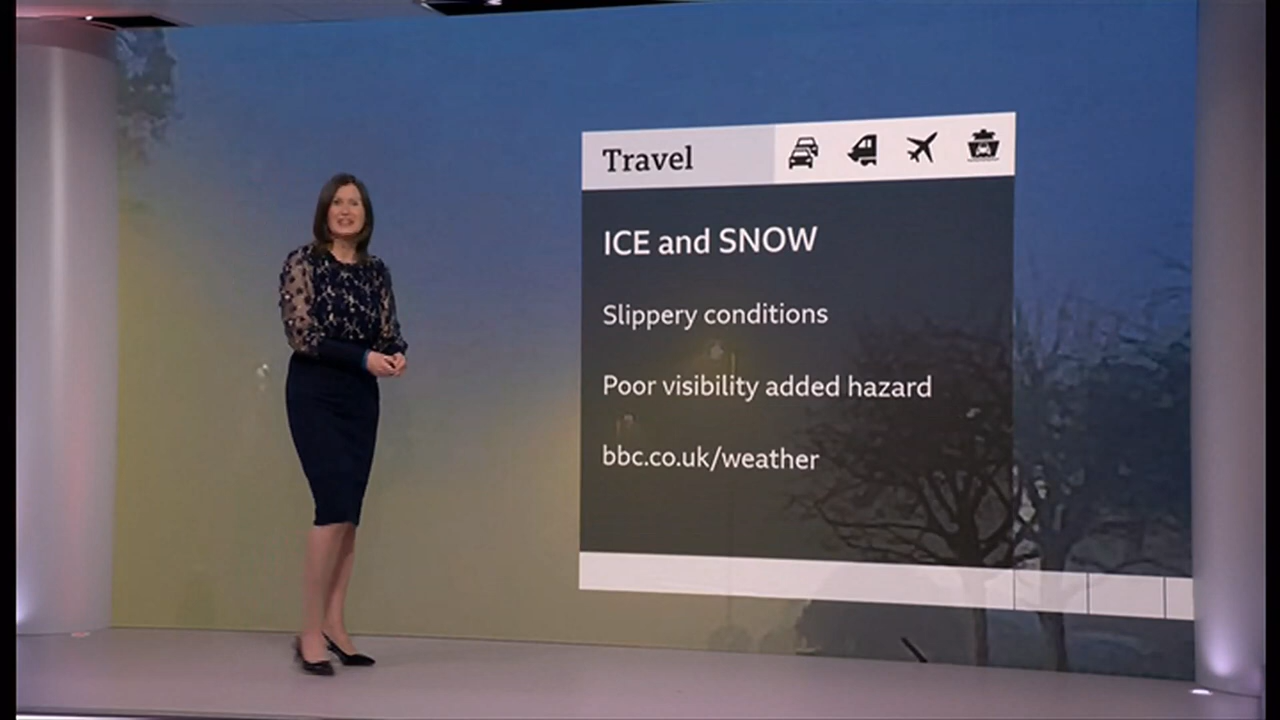 Travel
ICE and SNOW
Slippery conditions
Poor visibility added hazard
bbc.co.uk/weather